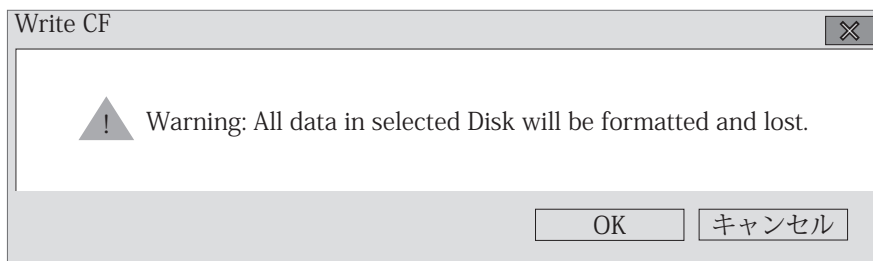 Write CF
! Warning: All data in selected Disk will be formatted and lost.
OK キャンセル